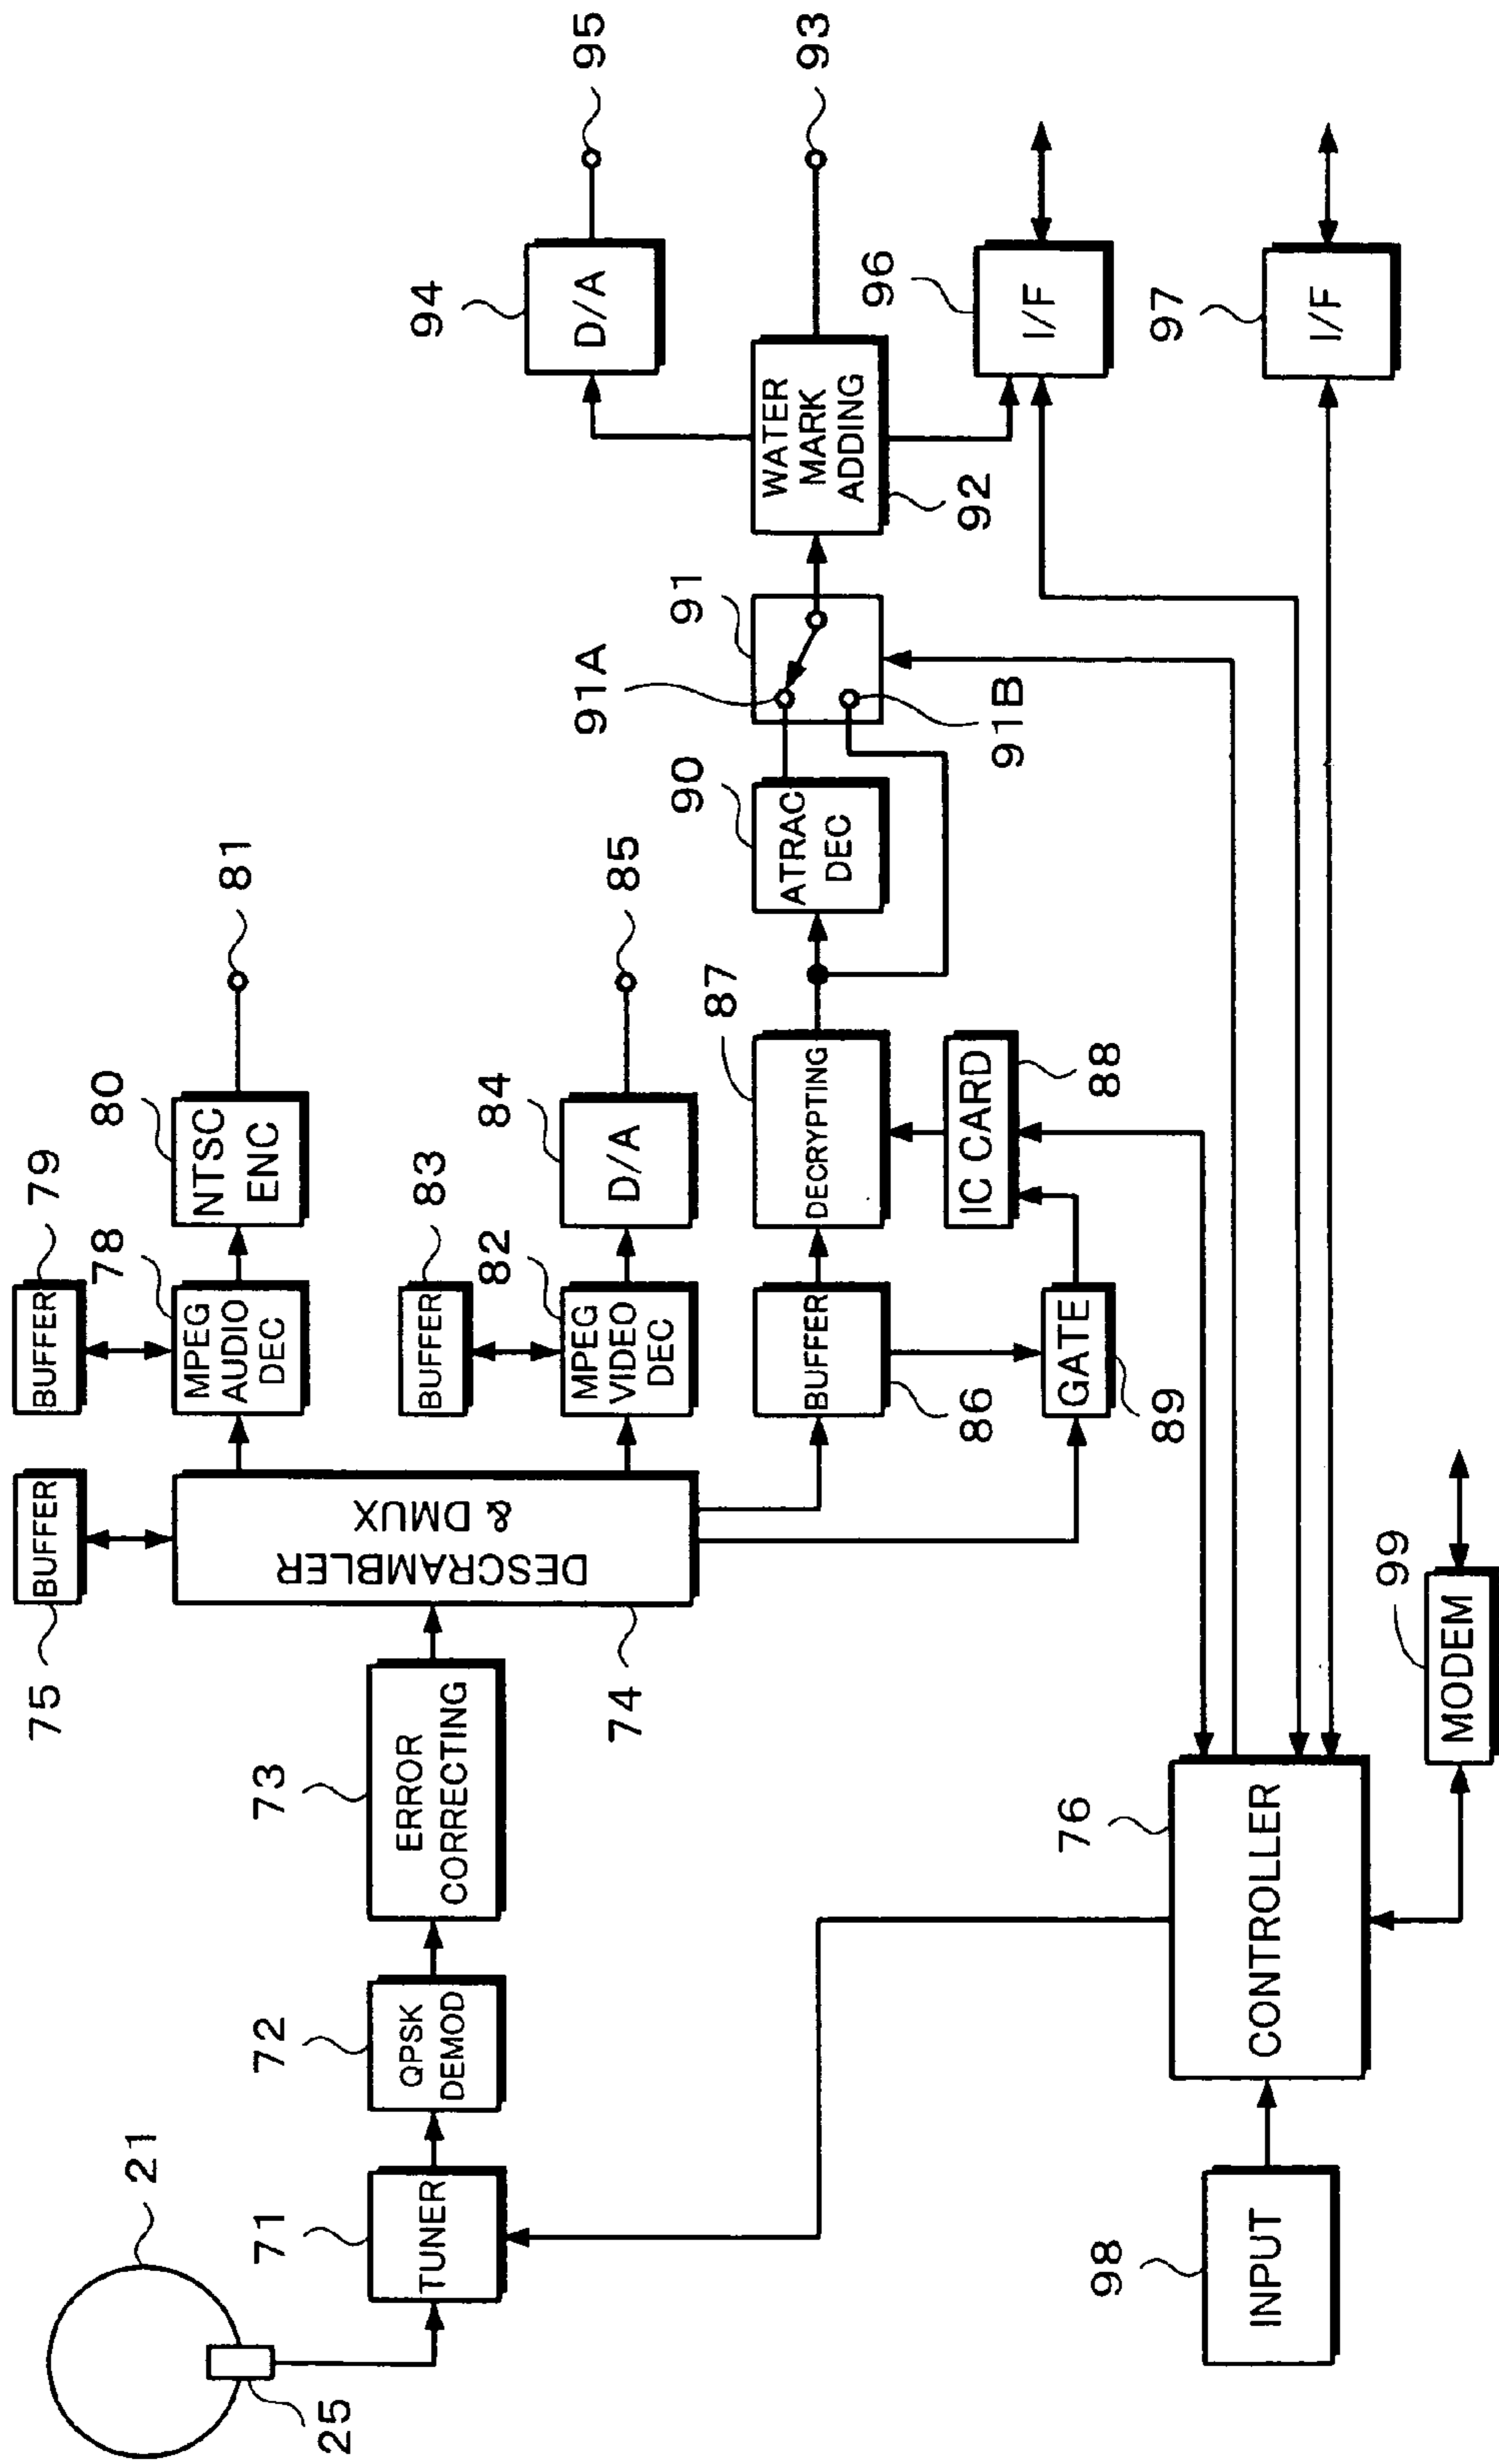 21
25
71
TUNER
72
QPSK
DEMOD
73
ERROR
CORRECTING
74
DESCRAMBLER
& DMUX
75
BUFFER
79
BUFFER
78
MPEG
AUDIO
DEC
80
NTSC
ENC
81
83
BUFFER
82
MPEG
VIDEO
DEC
84
D/A
85
86
BUFFER
87
DECRYPTING
88
IC CARD
89
GATE
90
ATRAC
DEC
91
91A
91B
92
WATER
MARK
ADDING
93
94
D/A
95
96
I/F
97
I/F
76
CONTROLLER
98
INPUT
99
MODEM